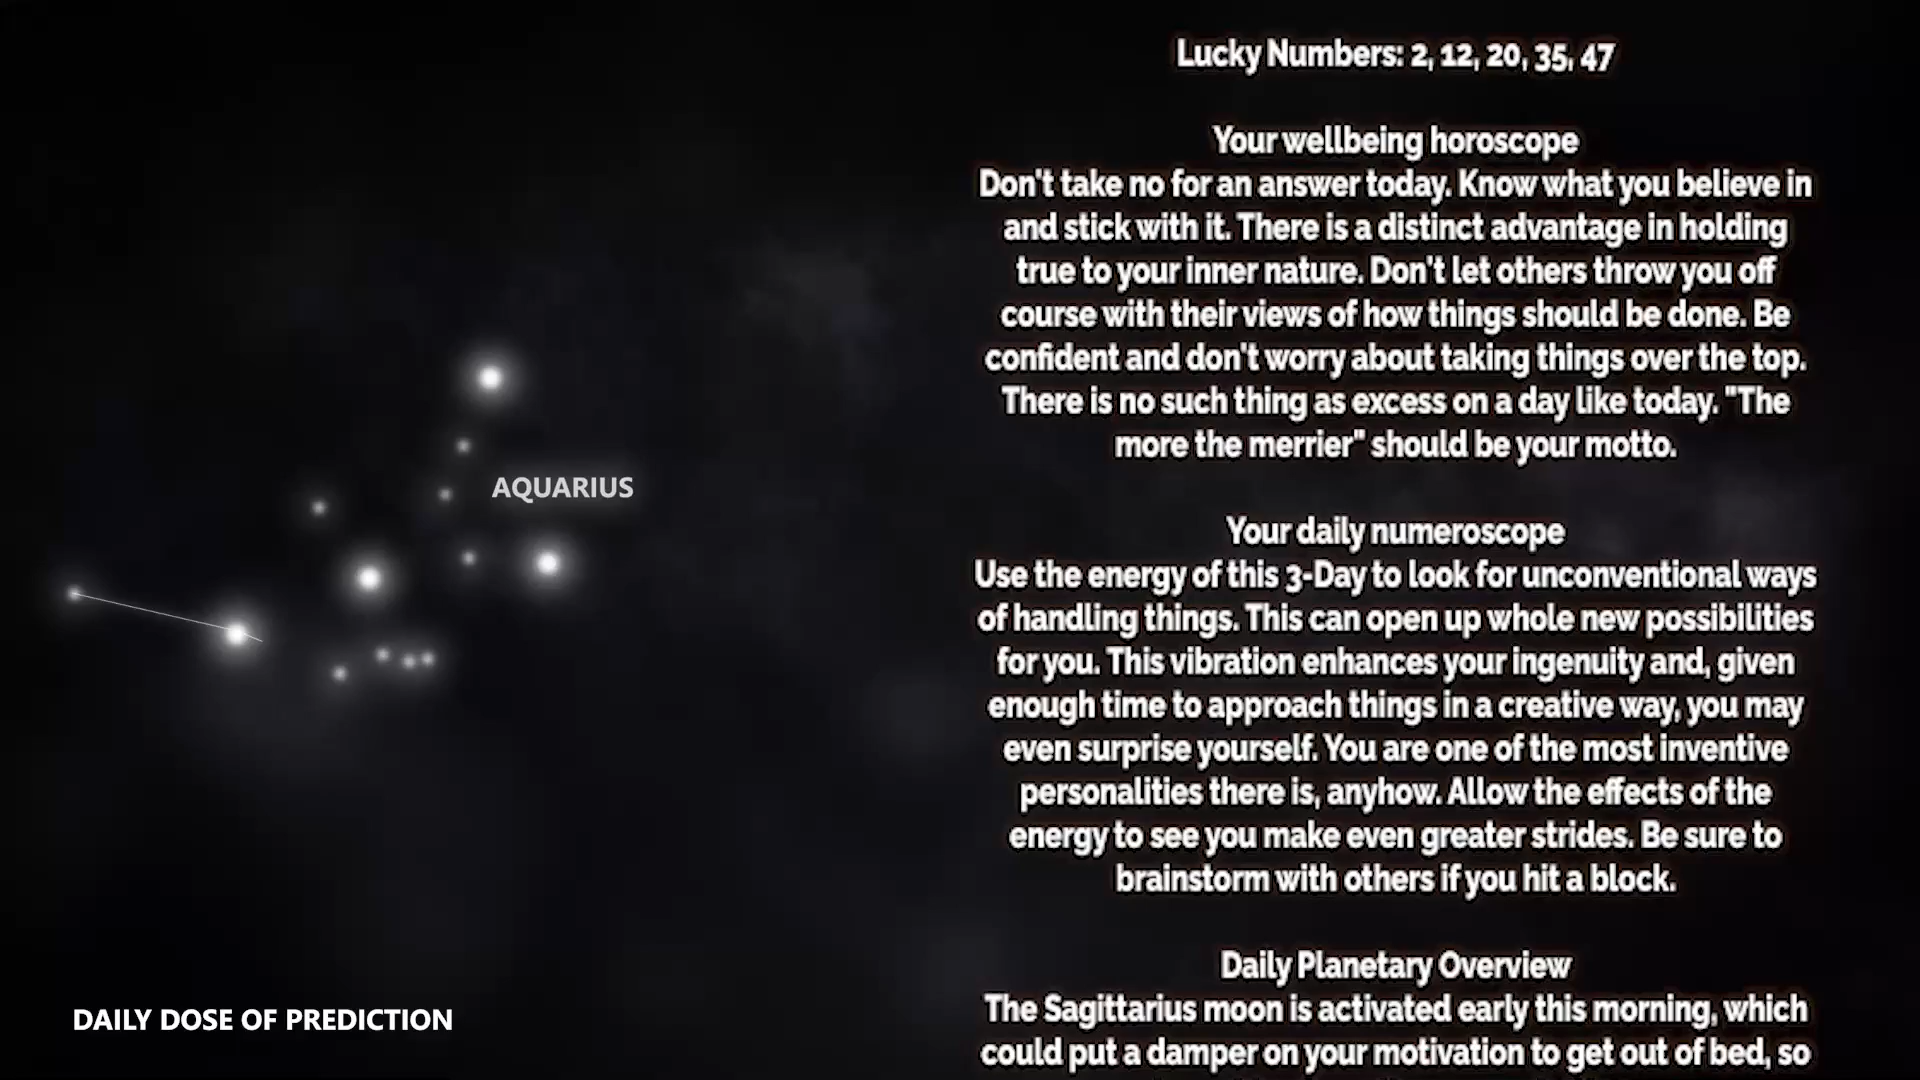 Lucky Numbers: 2, 12, 20, 35, 47
Your wellbeing horoscope
Don't take no for an answer today. Know what you believe in
and stick with it. There is a distinct advantage in holding
true to your inner nature. Don't let others throw you off
course with their views of how things should be done. Be
confident and don't worry about taking things over the top.
There is no such thing as excess on a day like today. "The
more the merrier" should be your motto.
AQUARIUS
Your daily numeroscope
Use the energy of this 3-Day to look for unconventional ways
of handling things. This can open up whole new possibilities
for you. This vibration enhances your ingenuity and, given
enough time to approach things in a creative way, you may
even surprise yourself. You are one of the most inventive
personalities there is, anyhow. Allow the effects of the
energy to see you make even greater strides. Be sure to
brainstorm with others if you hit a block.
Daily Planetary Overview
The Sagittarius moon is activated early this morning, which
could put a damper on your motivation to get out of bed, so
DAILY DOSE OF PREDICTION